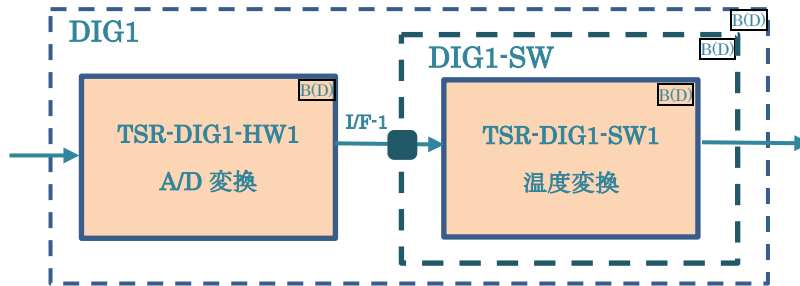 DIG1
B(D)
B(D)
DIG1-SW
B(D)
TSR-DIG1-HW1
A/D 変換
I/F-1
B(D)
TSR-DIG1-SW1
温度変換